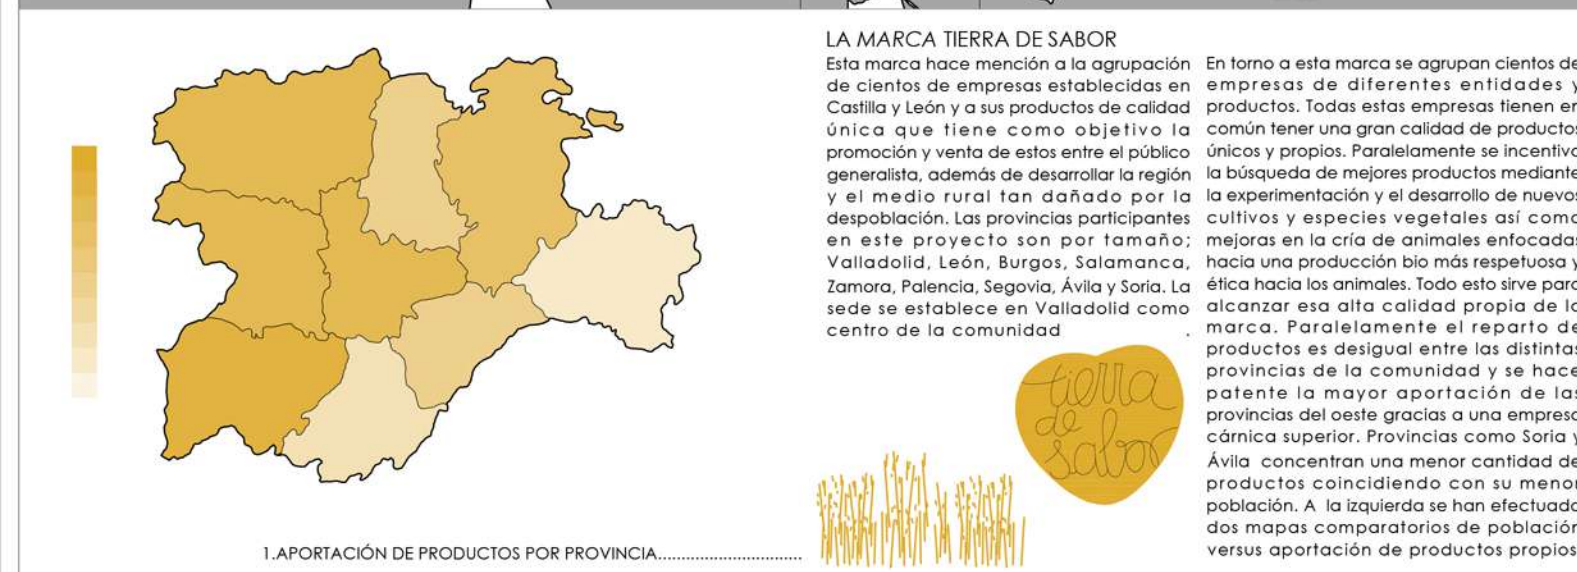 LA MARCA TIERRA DE SABOR
Esta marca hace mención a la agrupación
de cientos de empresas establecidas en
Castilla y León y a sus productos de calidad
única que tiene como objetivo la
promoción y venta de estos entre el público
generalista, además de desarrollar la región
y el medio rural tan dañado por la
despoblación. Las provincias participantes
en este proyecto son por tamaño;
Valladolid, León, Burgos, Salamanca,
Zamora, Palencia, Segovia, Ávila y Soria. La
sede se establece en Valladolid como
centro de la comunidad .
En torno a esta marca se agrupan cientos de
empresas de diferentes entidades y
productos. Todas estas empresas tienen en
común tener una gran calidad de productos
únicos y propios. Paralelamente se incentiva
la búsqueda de mejores productos mediante
la experimentación y el desarrollo de nuevos
cultivos y especies vegetales así como
mejoras en la cría de animales enfocadas
hacia una producción bio más respetuosa y
ética hacia los animales. Todo esto sirve para
alcanzar esa alta calidad propia de la
marca. Paralelamente el reparto de
productos es desigual entre las distintas
provincias de la comunidad y se hace
patente la mayor aportación de las
provincias del oeste gracias a una empresa
cárnica superior. Provincias como Soria y
Ávila concentran una menor cantidad de
productos coincidiendo con su menor
población. A la izquierda se han efectuado
dos mapas comparatorios de población
versus aportación de productos propios
tierra
de
sabor
1.APORTACIÓN DE PRODUCTOS POR PROVINCIA..............................